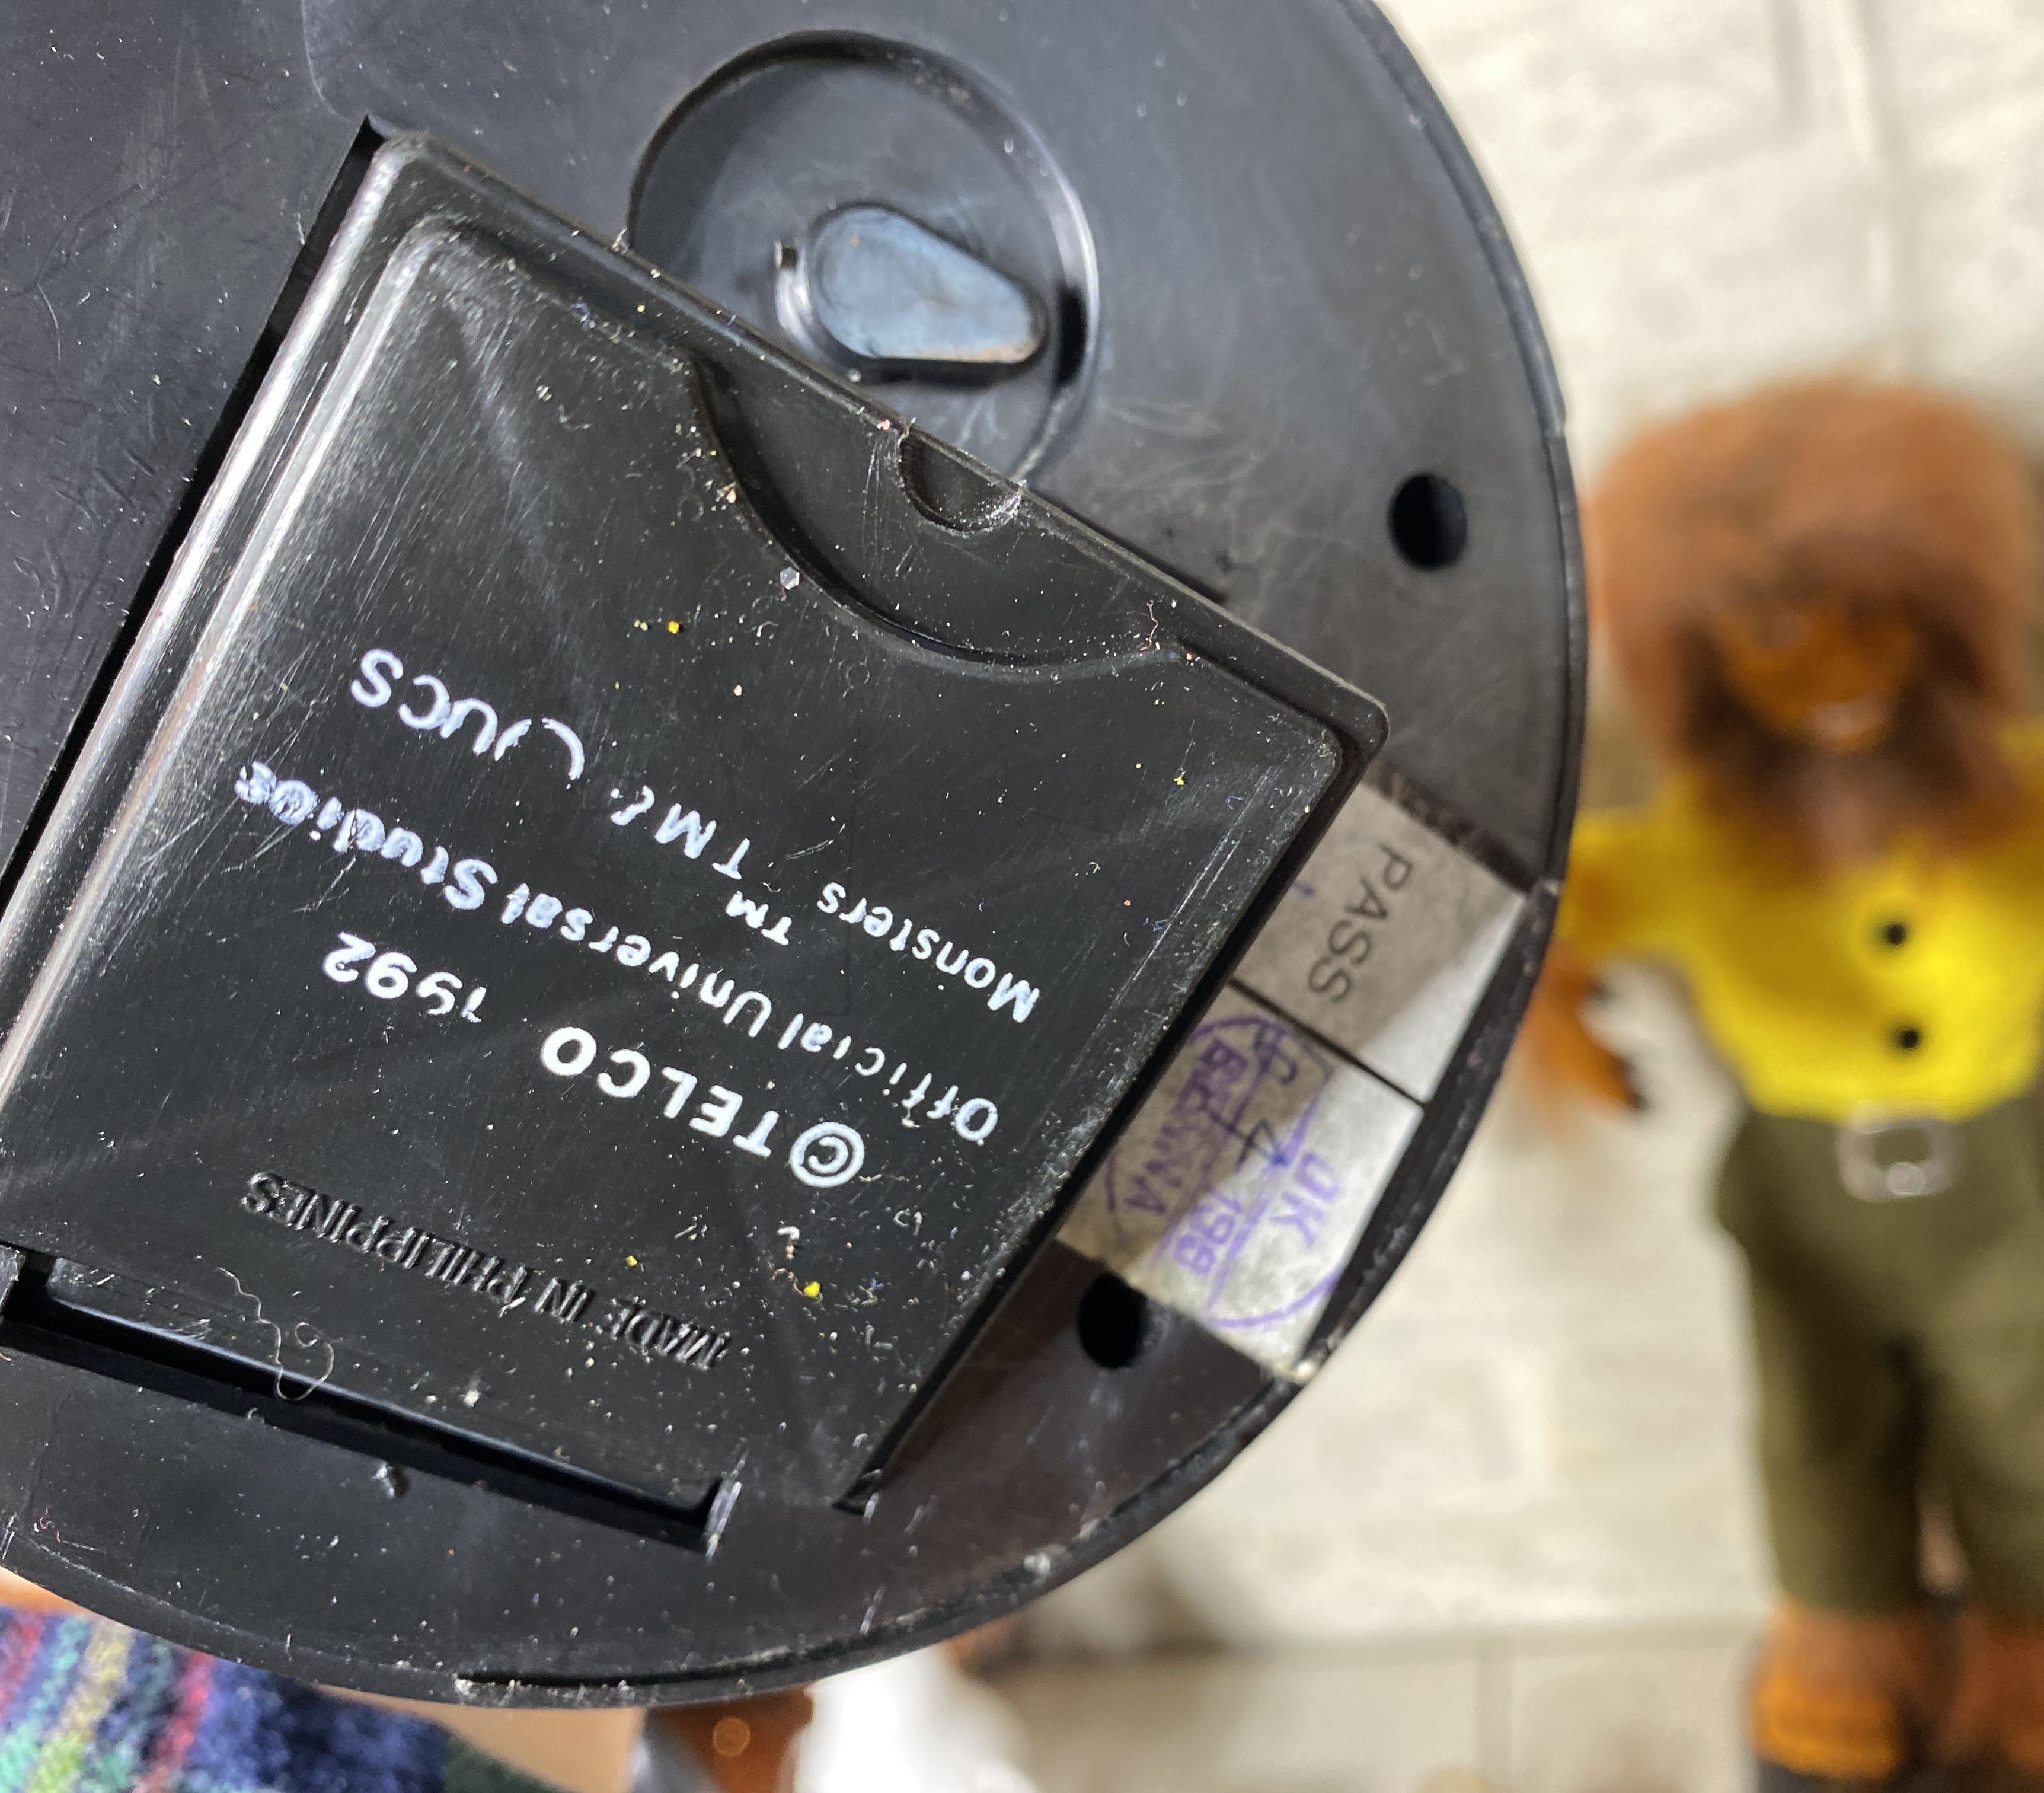 MADE IN PHILIPPINES
©TELCO 1992
Official Universal Studios
Monsters ™ TM & UCS
PASS
OK